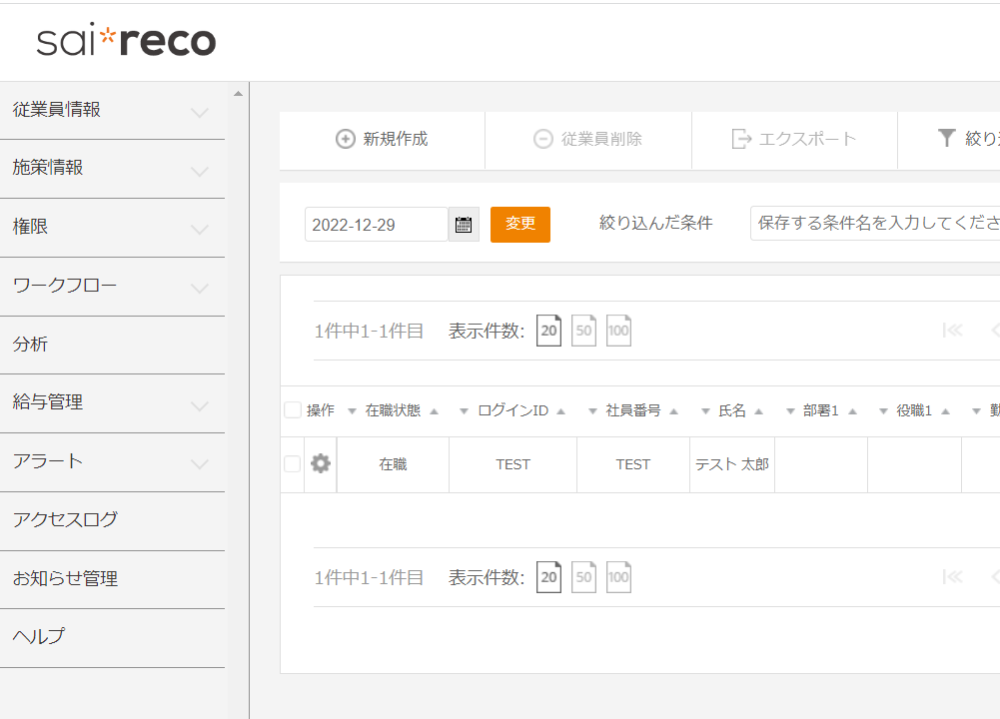 sai*reco
従業員情報
施策情報
権限
ワークフロー
分析
給与管理
アラート
アクセスログ
お知らせ管理
ヘルプ
新規作成 従業員削除 エクスポート 絞り
2022-12-29 変更 絞り込んだ条件 保存する条件名を入力してくださ
1件中1-1件目 表示件数: 20 50 100
操作 在職状態 ログインID 社員番号 氏名 部署1 役職1 勤
在職 TEST TEST テスト 太郎
1件中1-1件目 表示件数: 20 50 100